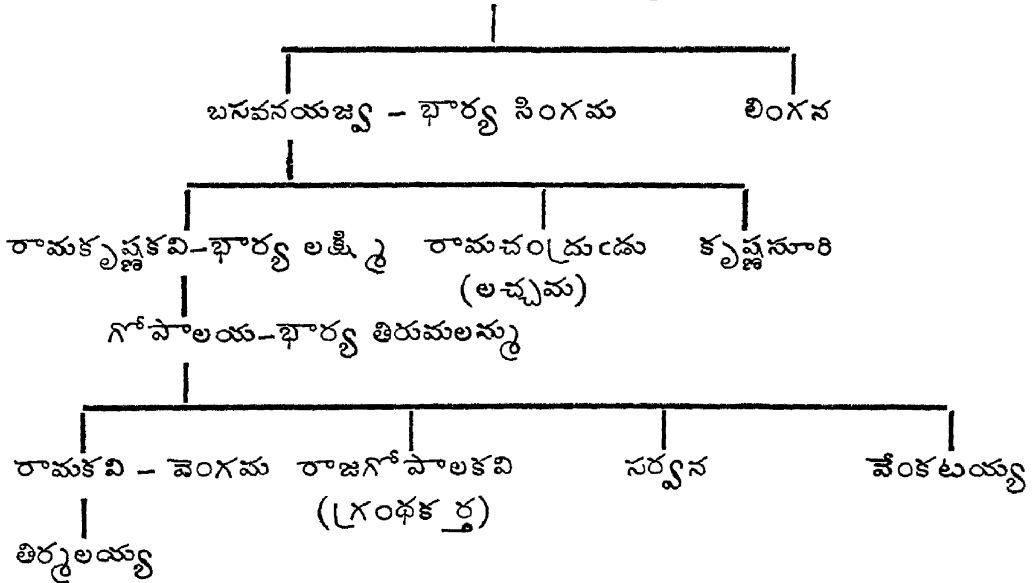 బసవనయజ్వ – భార్య సింగమ లింగన
రామకృష్ణకవి–భార్య లక్ష్మి రామచంద్రుఁడు కృష్ణసూరి
(లచ్చమ)
గోపాలయ–భార్య తిరుమలమ్మ
రామకవి – వెంగమ రాజగోపాలకవి సర్వన వేంకటయ్య
(గ్రంథకర్త)
తిర్మలయ్య